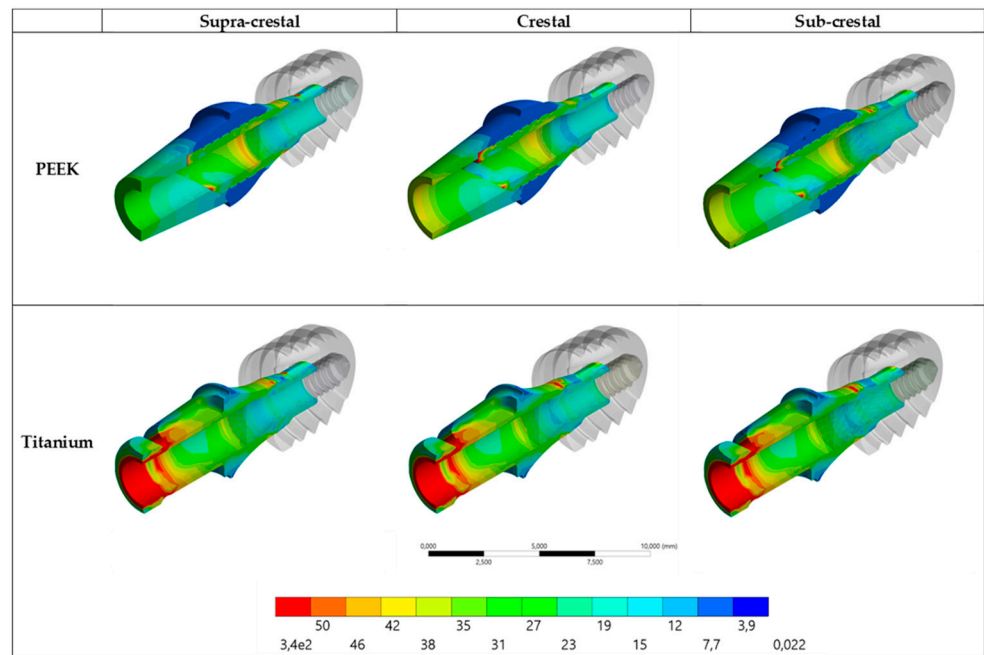 Supra-crestal Crestal Sub-crestal
PEEK
Titanium
0,000 5,000 10,000 (mm)
2,500 7,500
50 42 35 27 19 12 3,9
3,4e2 46 38 31 23 15 7,7 0,022